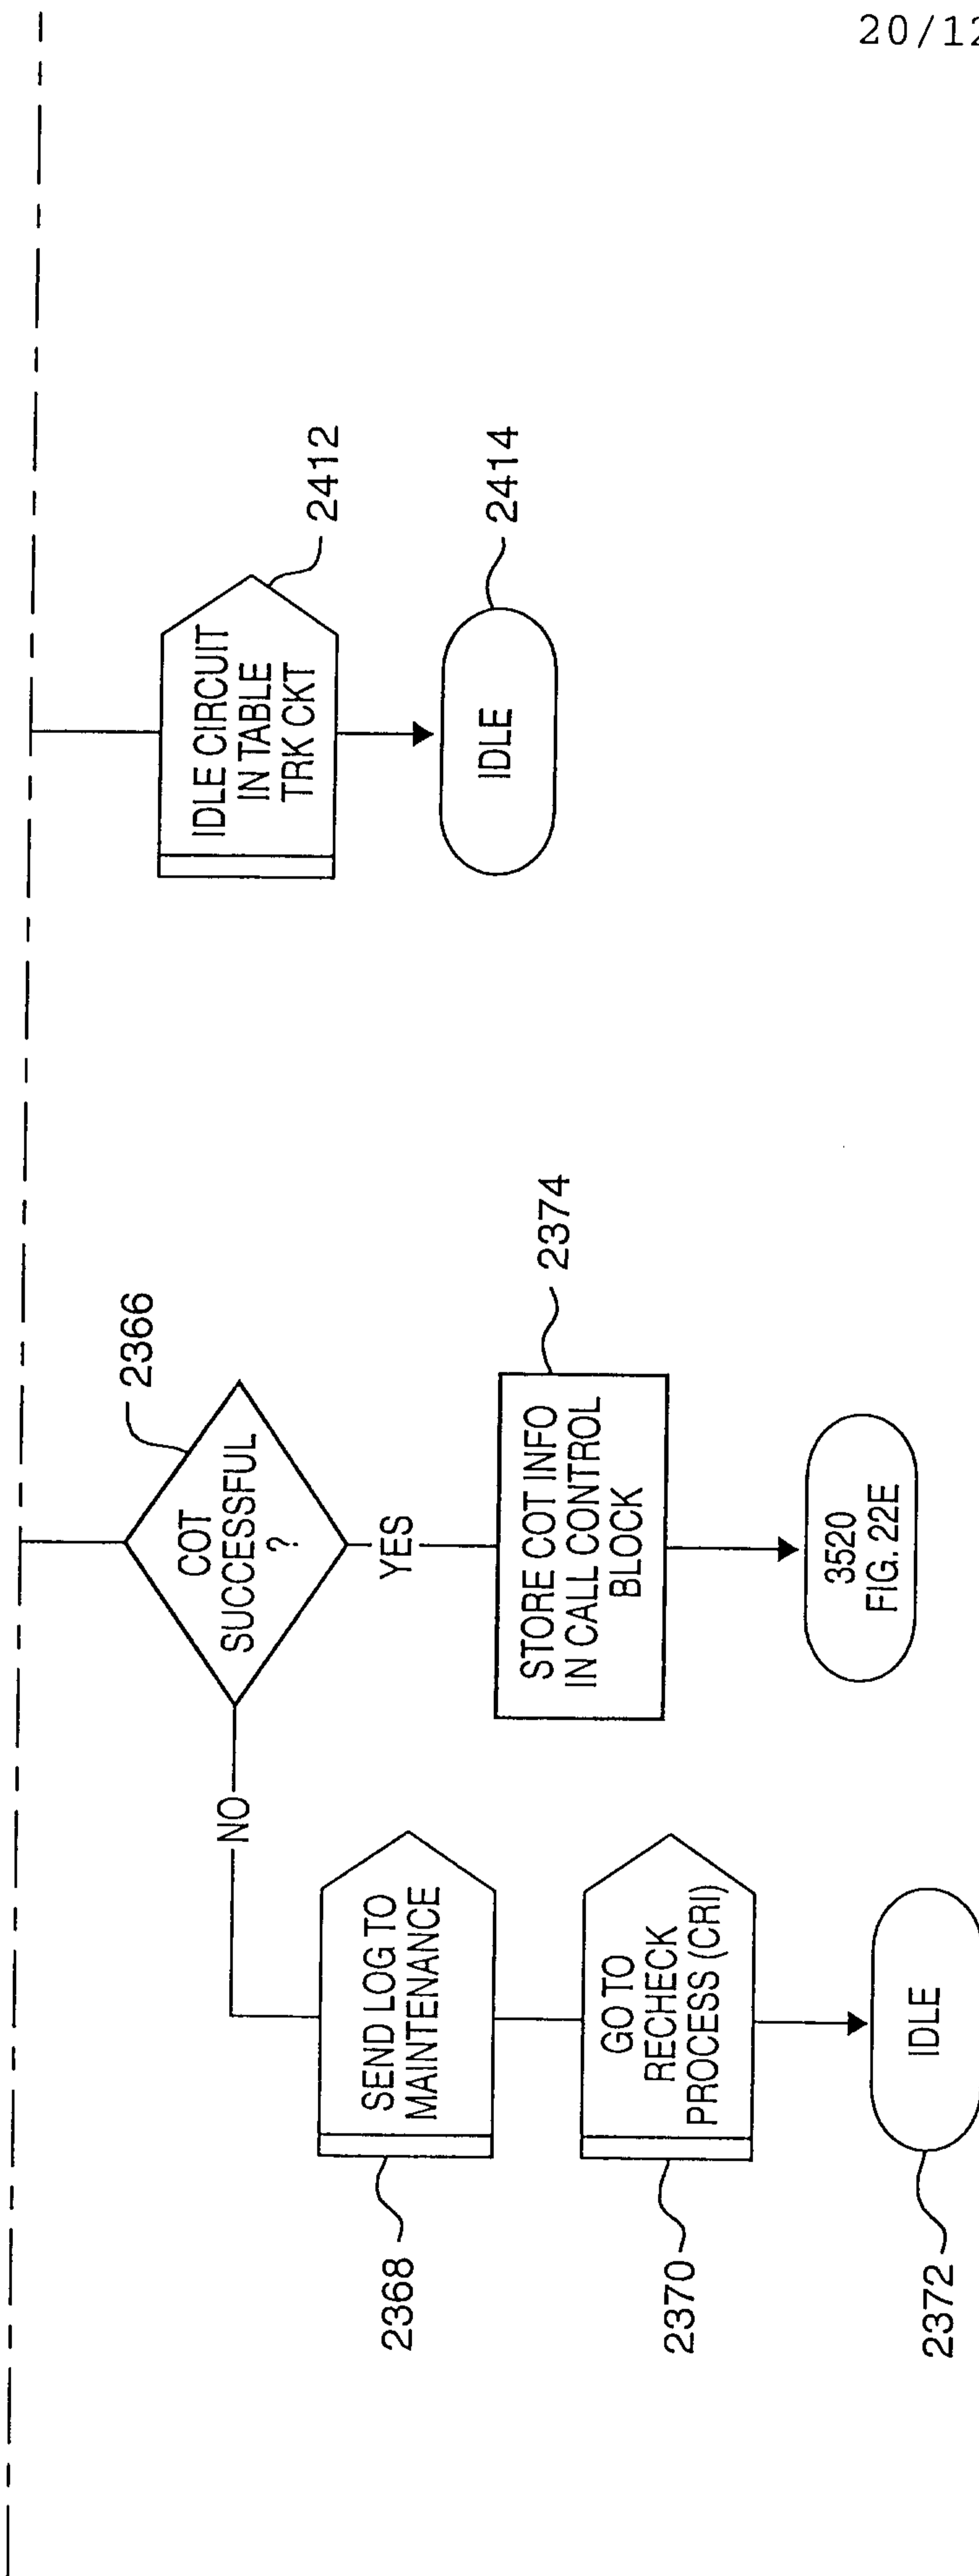 20/12
2366
COT
SUCCESSFUL
?
NO
YES
2368
SEND LOG TO
MAINTENANCE
2370
GO TO
RECHECK
PROCESS (CRI)
2372
IDLE
2374
STORE COT INFO
IN CALL CONTROL
BLOCK
3520
FIG. 22E
2412
IDLE CIRCUIT
IN TABLE
TRK CKT
2414
IDLE